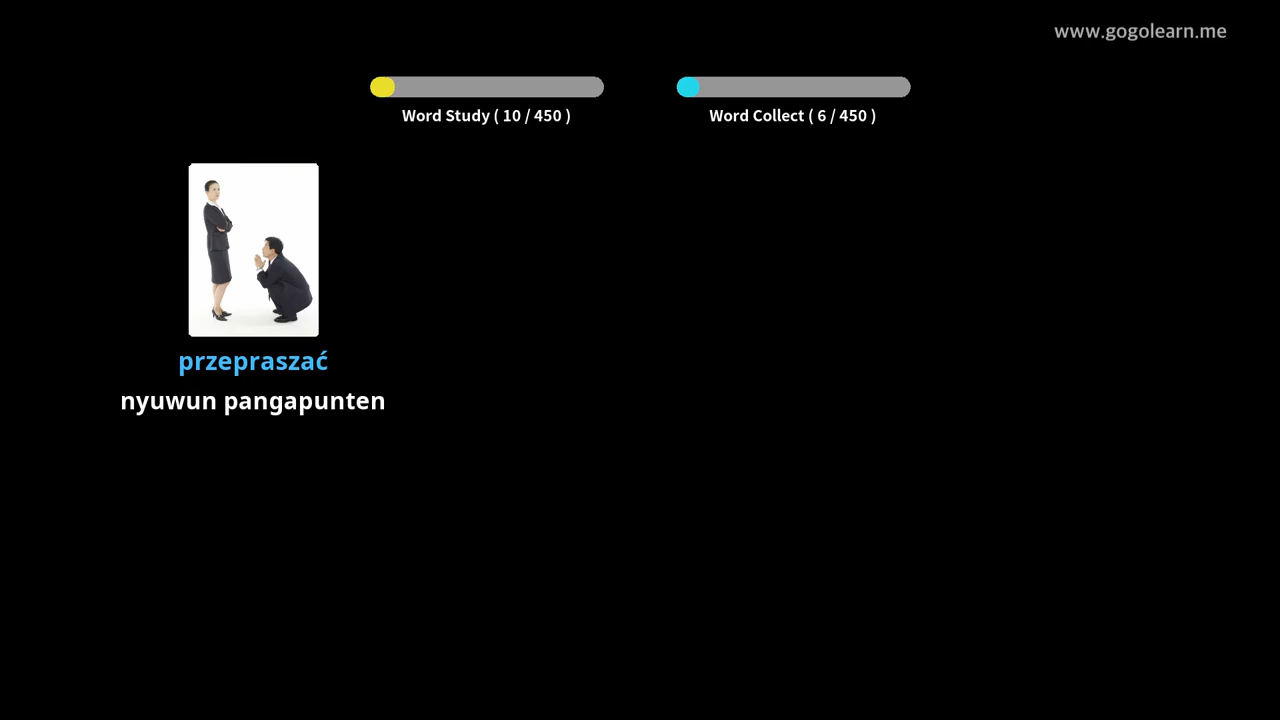 www.gogolearn.me
Word Study ( 10 / 450 )
Word Collect ( 6 / 450 )
przepraszać
nyuwun pangapunten